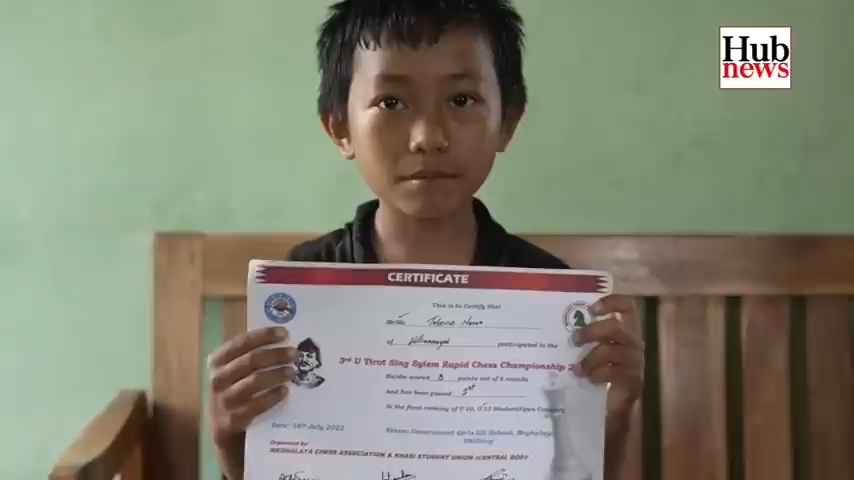 Hub
news
CERTIFICATE
This is to Certify that
of participated in the
3rd U Tirot Sing Syiem Rapid Chess Championship
He/she scored points out of 6 rounds
And has been placed 1st
in the final ranking of U-10, U-15 Student/Open Category
Date: 16th July 2022
Venue: Government Girls HS School,
Shillong
Organised by
MEGHALAYA CHESS ASSOCIATION & KHASI STUDENT UNION (CENTRAL BODY